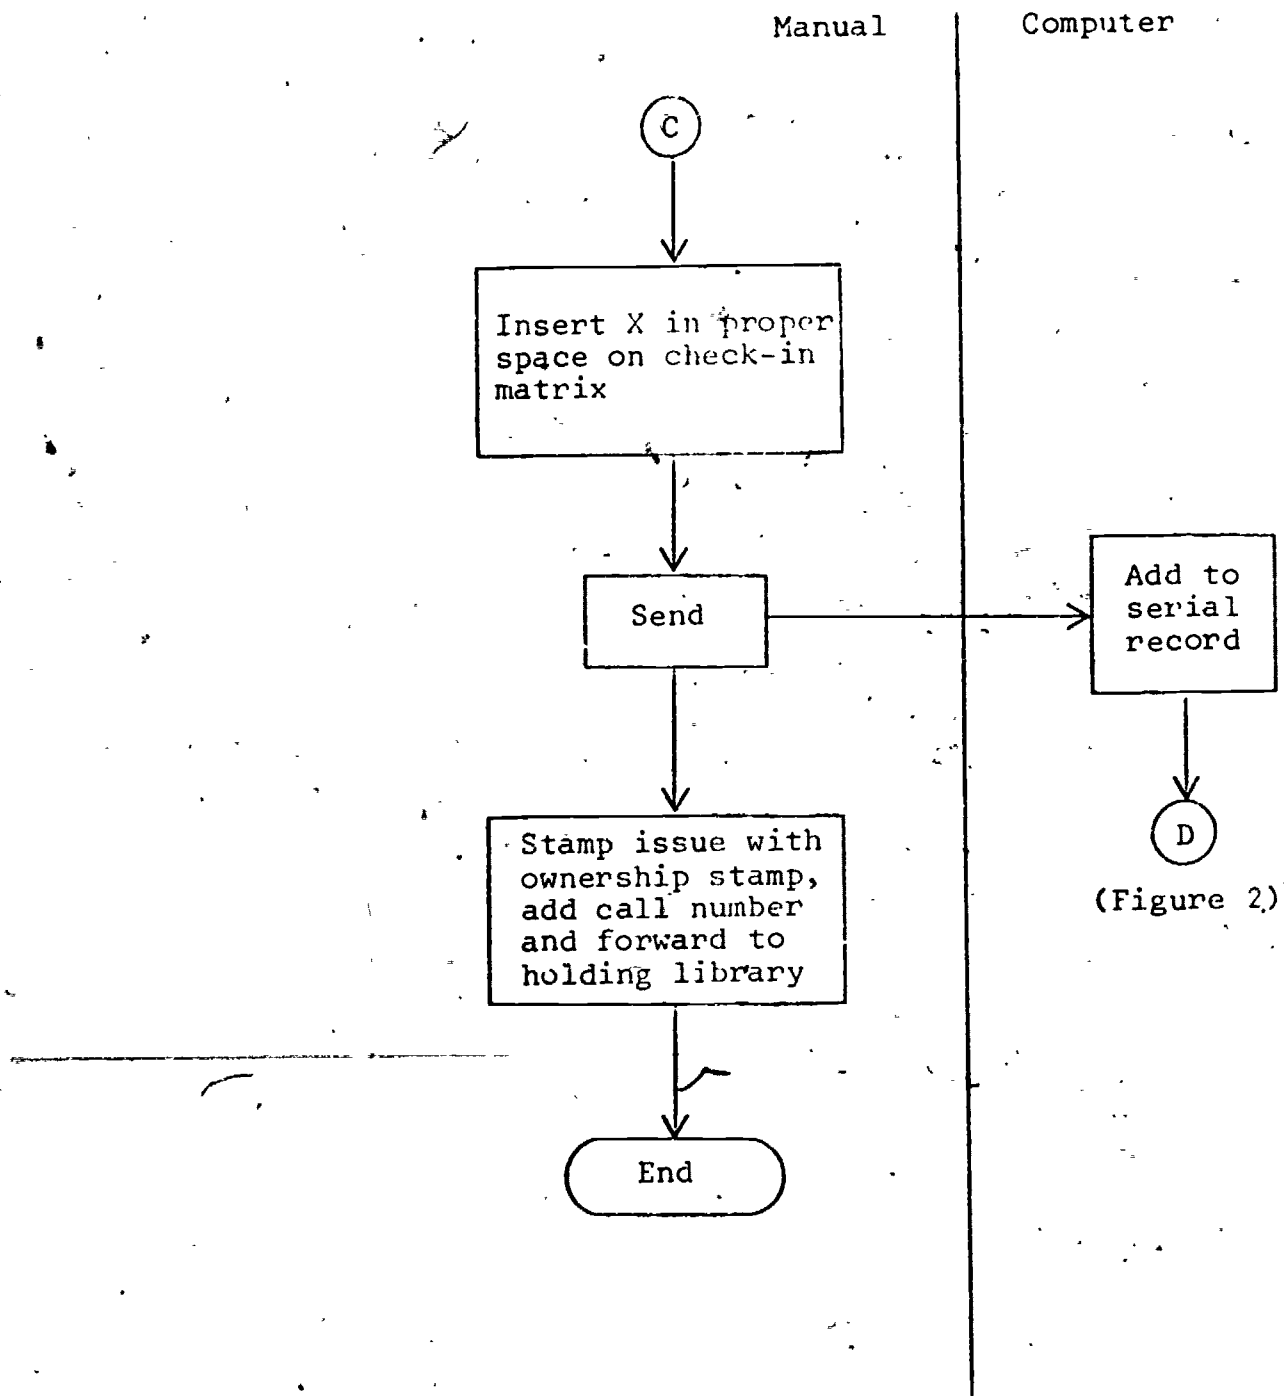 Manual Computer
C
Insert X in proper
space on check-in
matrix
Send
Add to
serial
record
D
(Figure 2)
Stamp issue with
ownership stamp,
add call number
and forward to
holding library
End